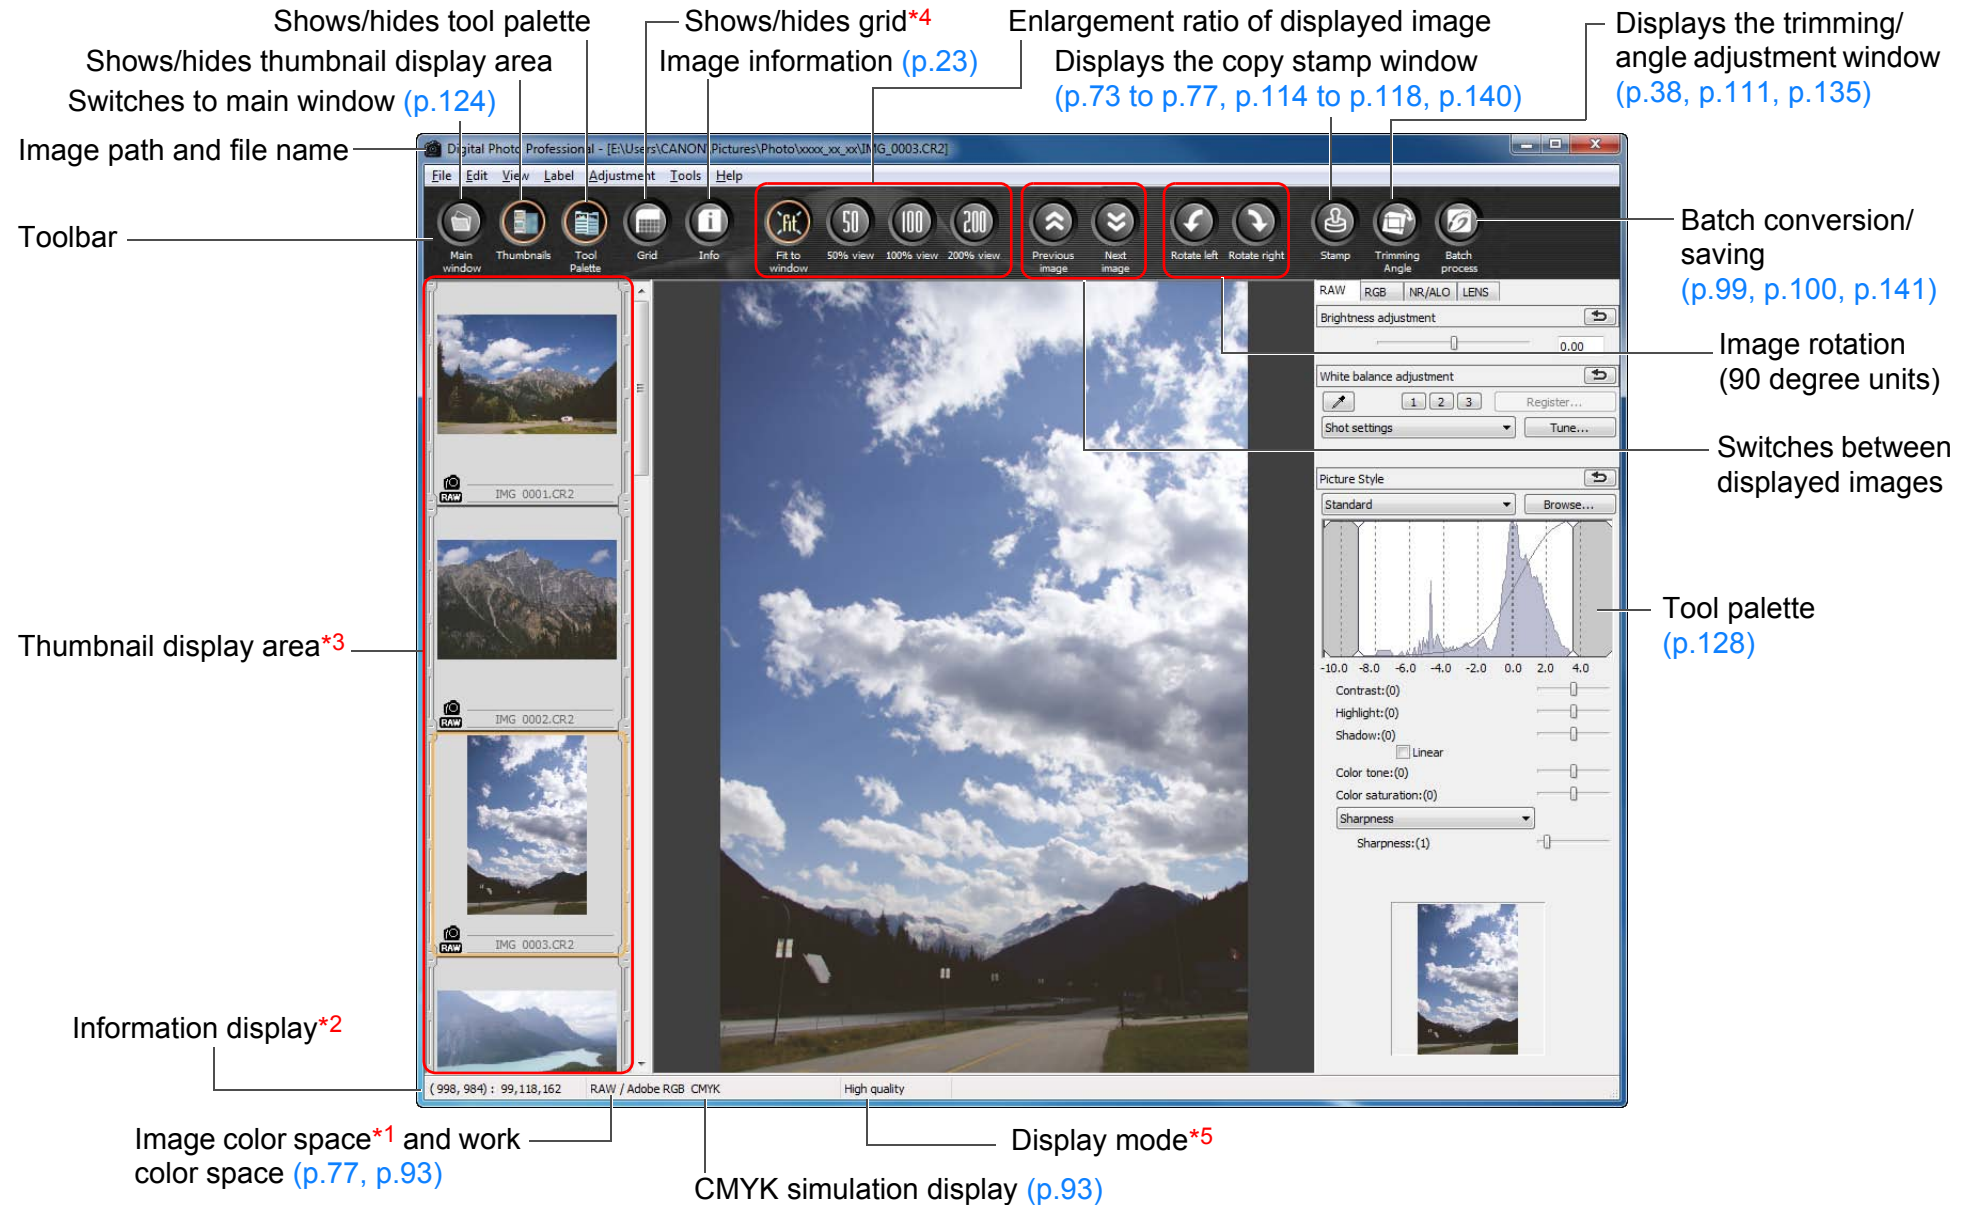 Shows/hides tool palette
Shows/hides grid*4
Enlargement ratio of displayed image
Displays the trimming/
angle adjustment window
(p.38, p.111, p.135)
Shows/hides thumbnail display area
Image information (p.23)
Displays the copy stamp window
(p.73 to p.77, p.114 to p.118, p.140)
Switches to main window (p.124)
Image path and file name
Digital Photo Professional - [E:\Users\CANON\Pictures\Photo\xxxx_xx_xx\IMG_0003.CR2]
File Edit View Label Adjustment Tools Help
Toolbar
fit 50 100 200
Main window
Thumbnails
Tool Palette
Grid
Info
Fit to window
50% view
100% view
200% view
Previous image
Next image
Rotate left
Rotate right
Stamp
Trimming Angle
Batch process
Batch conversion/
saving
(p.99, p.100, p.141)
RAW RGB NR/ALO LENS
Brightness adjustment
0.00
Image rotation
(90 degree units)
White balance adjustment
1 2 3 Register...
Shot settings Tune...
Switches between
displayed images
Picture Style
Standard Browse...
-10.0 -8.0 -6.0 -4.0 -2.0 0.0 2.0 4.0
Tool palette
(p.128)
Contrast:(0)
Highlight:(0)
Shadow:(0)
Linear
Color tone:(0)
Color saturation:(0)
Sharpness
Sharpness:(1)
RAW IMG_0001.CR2
Thumbnail display area*3
RAW IMG_0002.CR2
RAW IMG_0003.CR2
Information display*2
(998, 984) : 99,118,162 RAW / Adobe RGB CMYK High quality
Image color space*1 and work
color space (p.77, p.93)
Display mode*5
CMYK simulation display (p.93)